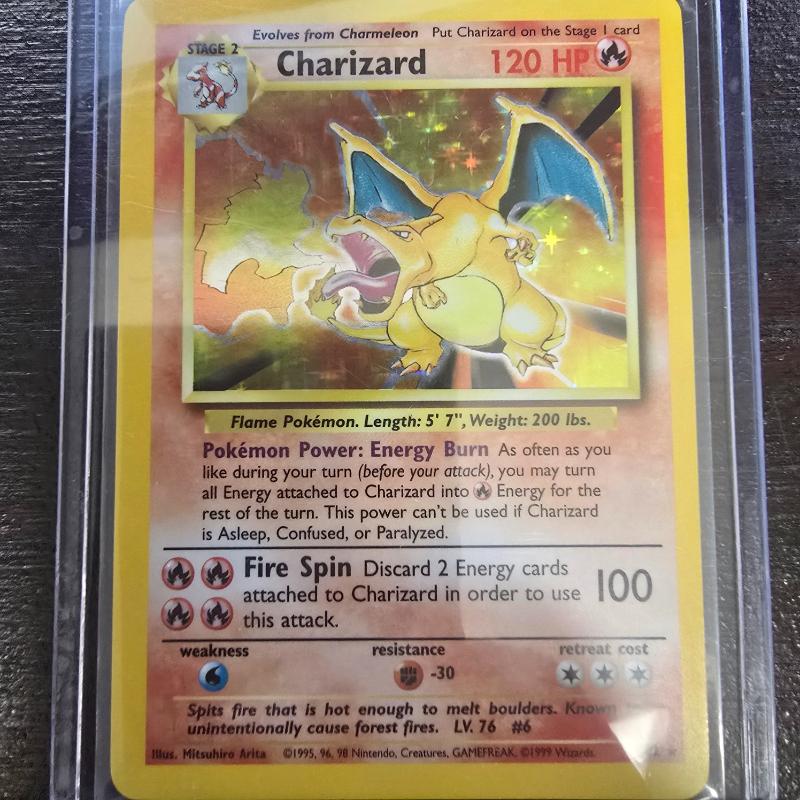 Evolves from Charmeleon Put Charizard on the Stage 1 card
STAGE 2
Charizard 120 HP
Flame Pokémon. Length: 5' 7", Weight: 200 lbs.
Pokémon Power: Energy Burn As often as you
like during your turn (before your attack), you may turn
all Energy attached to Charizard into Energy for the
rest of the turn. This power can't be used if Charizard
is Asleep, Confused, or Paralyzed.
Fire Spin Discard 2 Energy cards
attached to Charizard in order to use 100
this attack.
weakness resistance retreat cost
-30
Spits fire that is hot enough to melt boulders. Known
unintentionally cause forest fires. LV. 76 #6
Illus. Mitsuhiro Arita ©1995, 96, 98 Nintendo, Creatures, GAMEFREAK. ©1999 Wizards.